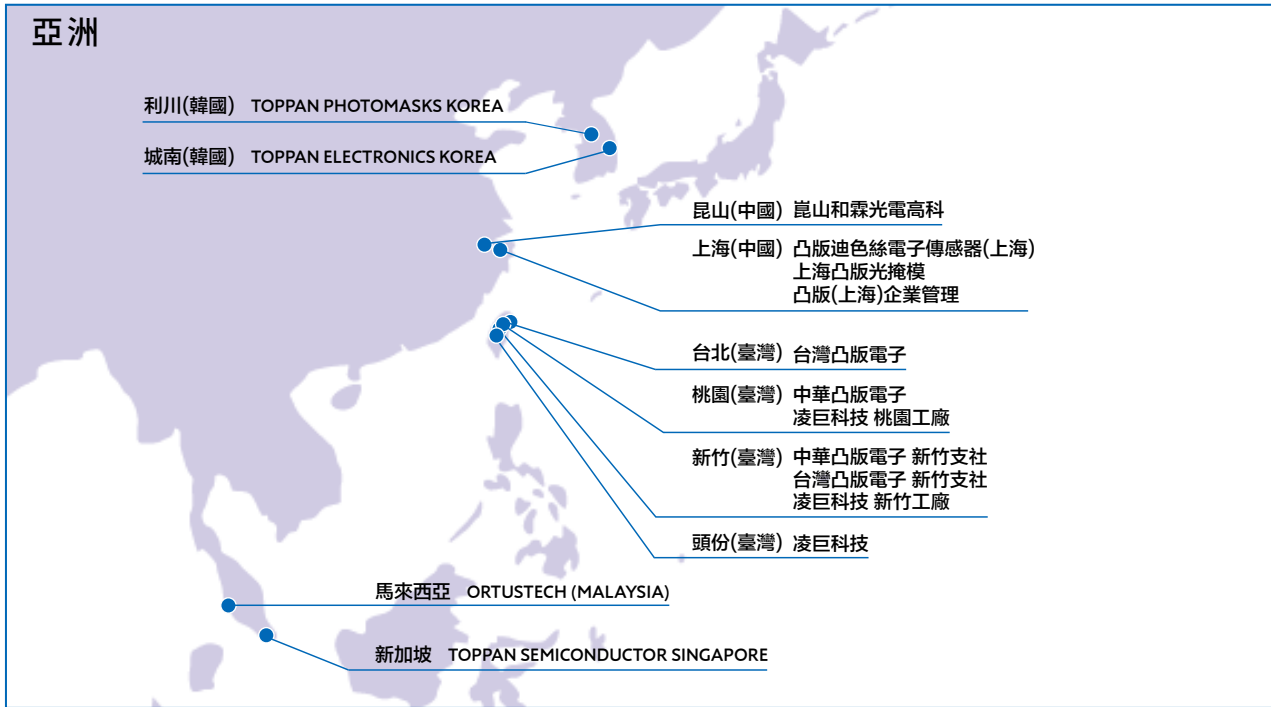 亞洲
利川(韓國) TOPPAN PHOTOMASKS KOREA
城南(韓國) TOPPAN ELECTRONICS KOREA
昆山(中國) 崑山和霖光電高科
上海(中國) 凸版迪色絲電子傳感器(上海)
上海凸版光掩模
凸版(上海)企業管理
台北(臺灣) 台灣凸版電子
桃園(臺灣) 中華凸版電子
凌巨科技 桃園工廠
新竹(臺灣) 中華凸版電子 新竹支社
台灣凸版電子 新竹支社
凌巨科技 新竹工廠
頭份(臺灣) 凌巨科技
馬來西亞 ORTUSTECH (MALAYSIA)
新加坡 TOPPAN SEMICONDUCTOR SINGAPORE